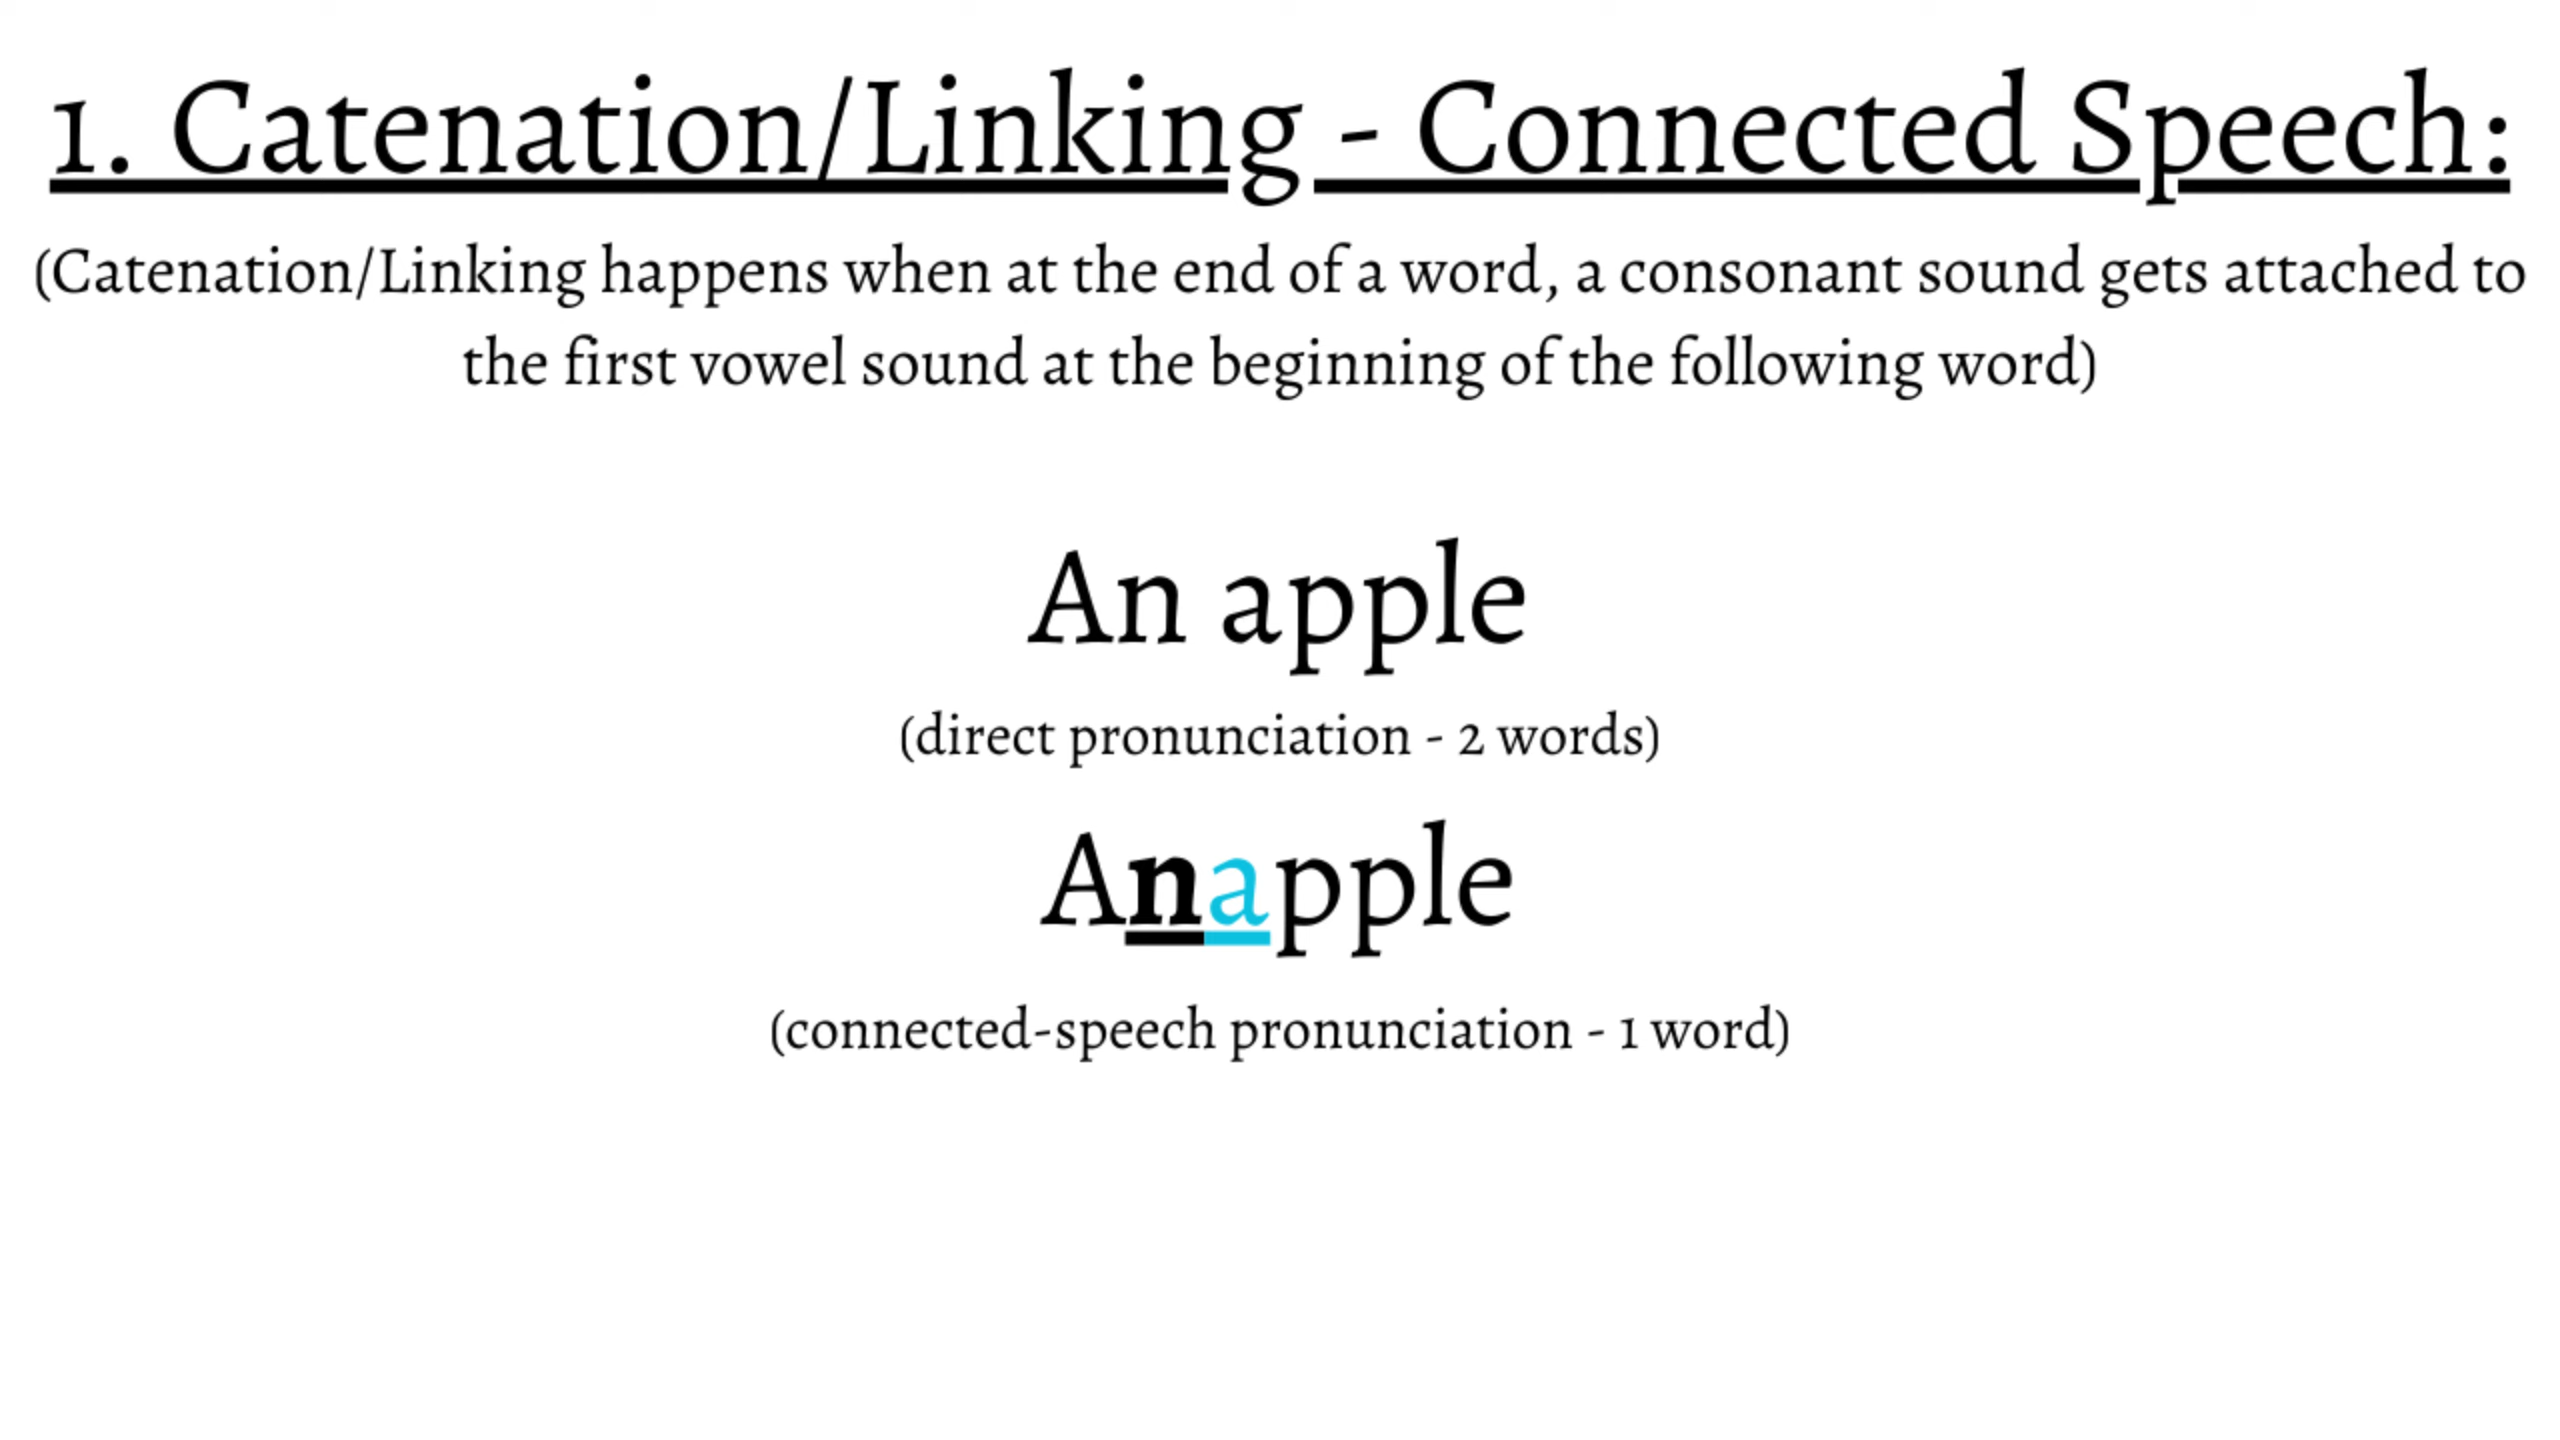 1. Catenation/Linking - Connected Speech:
(Catenation/Linking happens when at the end of a word, a consonant sound gets attached to
the first vowel sound at the beginning of the following word)
An apple
(direct pronunciation - 2 words)
Anapple
(connected-speech pronunciation - 1 word)